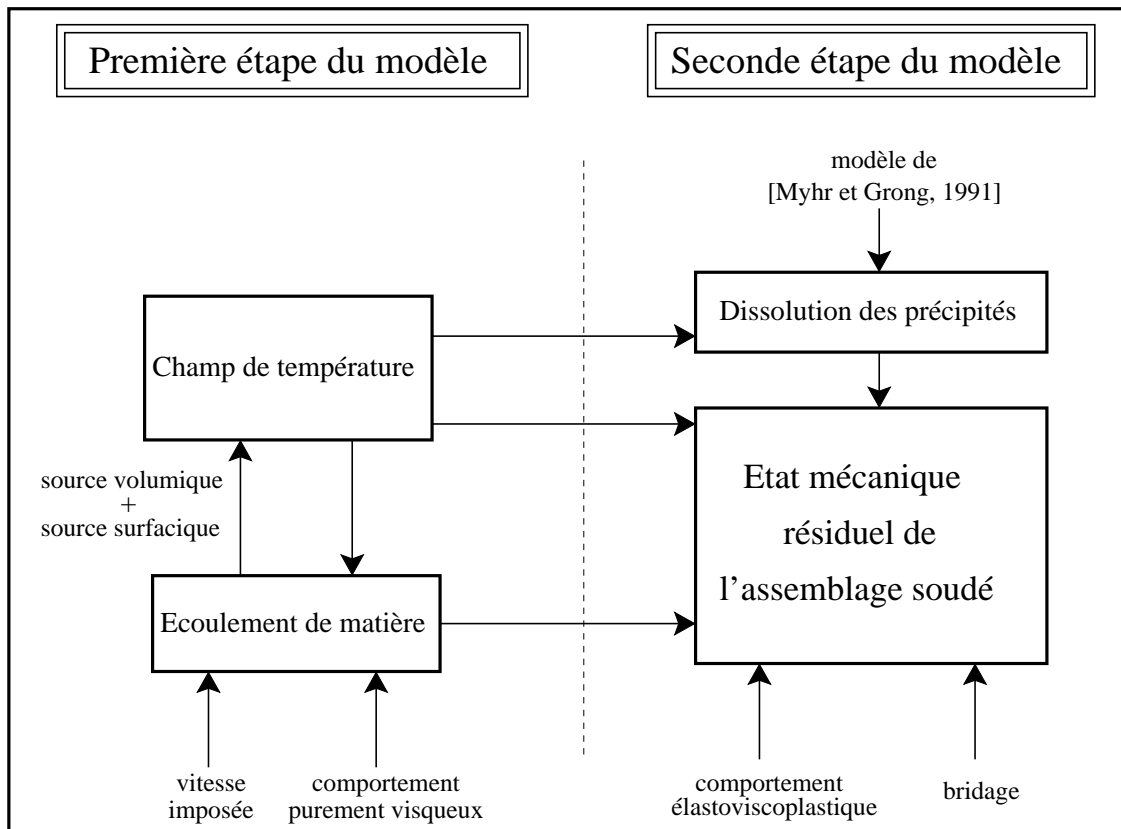 Première étape du modèle
Seconde étape du modèle
modèle de
[Myhr et Grong, 1991]
Dissolution des précipités
Champ de température
Etat mécanique
résiduel de
l’assemblage soudé
source volumique
+
source surfacique
Ecoulement de matière
vitesse
imposée
comportement
purement visqueux
comportement
élastoviscoplastique
bridage